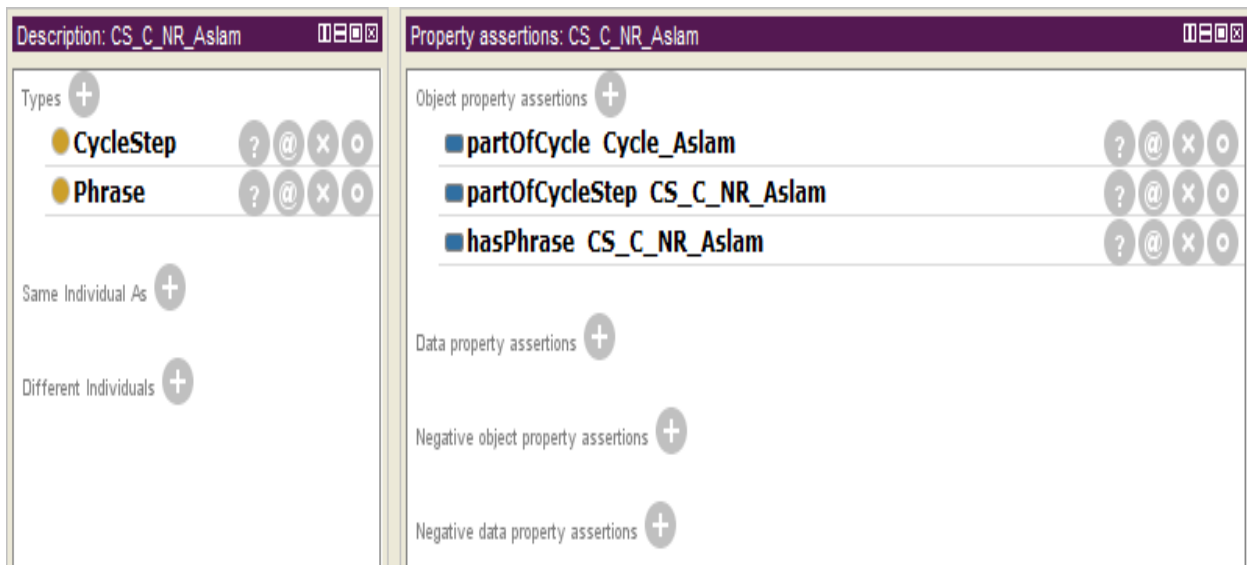 Description: CS_C_NR_Aslam
Types
CycleStep
Phrase
Same Individual As
Different Individuals
Property assertions: CS_C_NR_Aslam
Object property assertions
partOfCycle Cycle_Aslam
partOfCycleStep CS_C_NR_Aslam
hasPhrase CS_C_NR_Aslam
Data property assertions
Negative object property assertions
Negative data property assertions